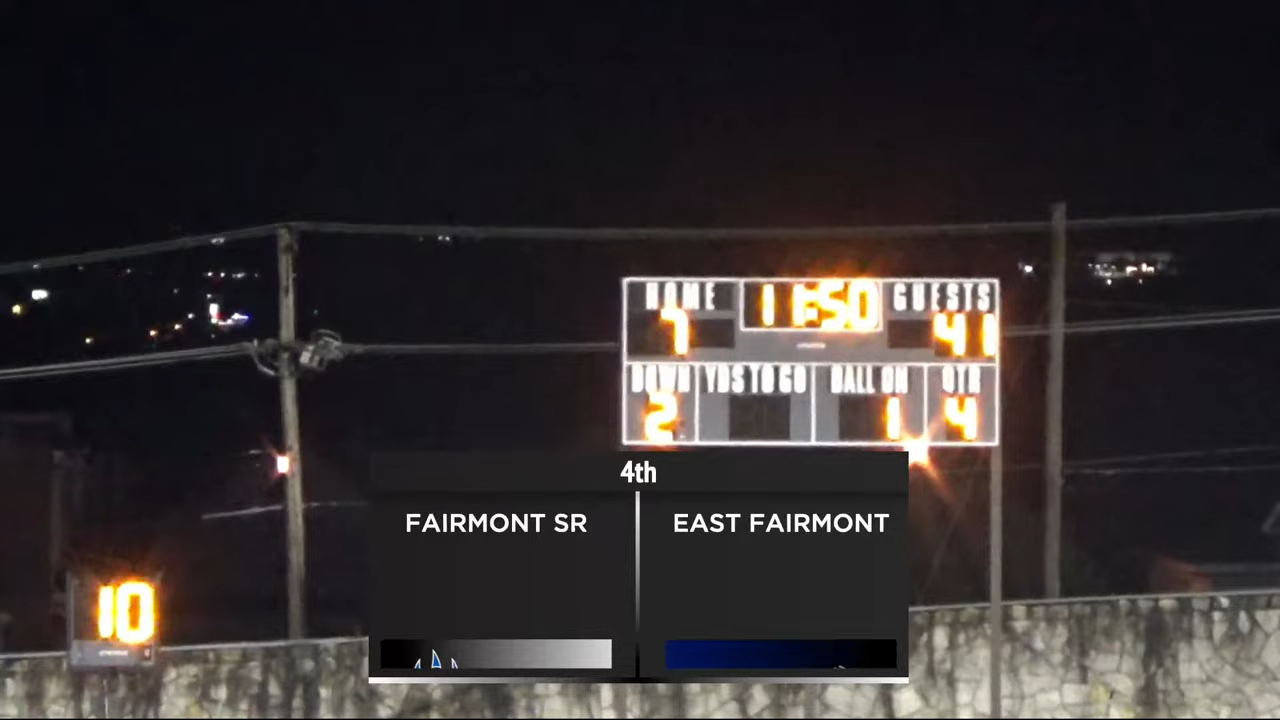 HOME 11:50 GUESTS
7 41
DOWN YDS TO GO BALL ON QTR
2 1 4
4th
FAIRMONT SR EAST FAIRMONT
10